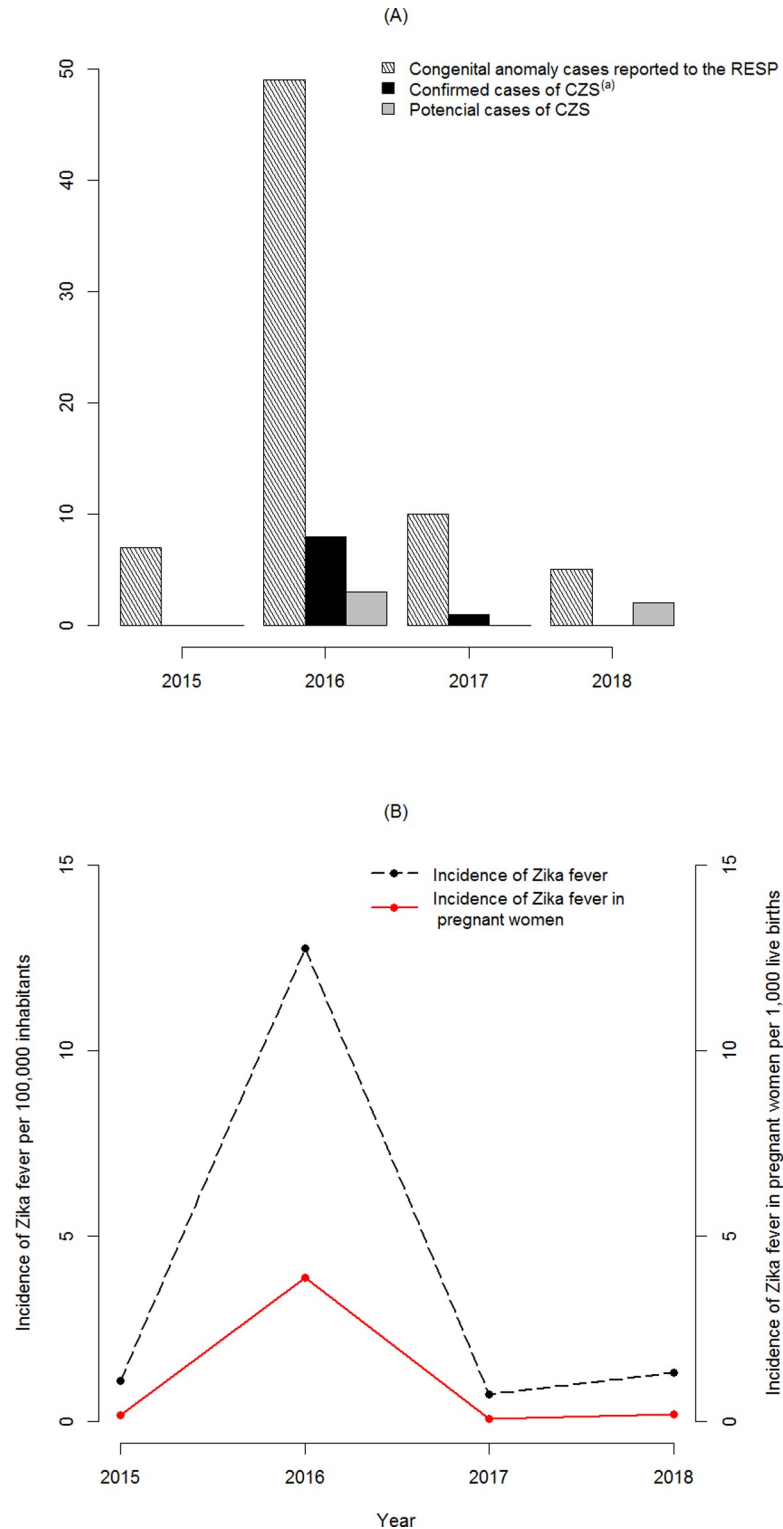 (A)
Congenital anomaly cases reported to the RESP
Confirmed cases of CZS(a)
Potencial cases of CZS
50
40
30
20
10
0
2015 2016 2017 2018
(B)
Incidence of Zika fever
Incidence of Zika fever in
pregnant women
Incidence of Zika fever per 100,000 inhabitants
15
10
5
0
15
10
5
0
Incidence of Zika fever in pregnant women per 1,000 live births
2015 2016 2017 2018
Year